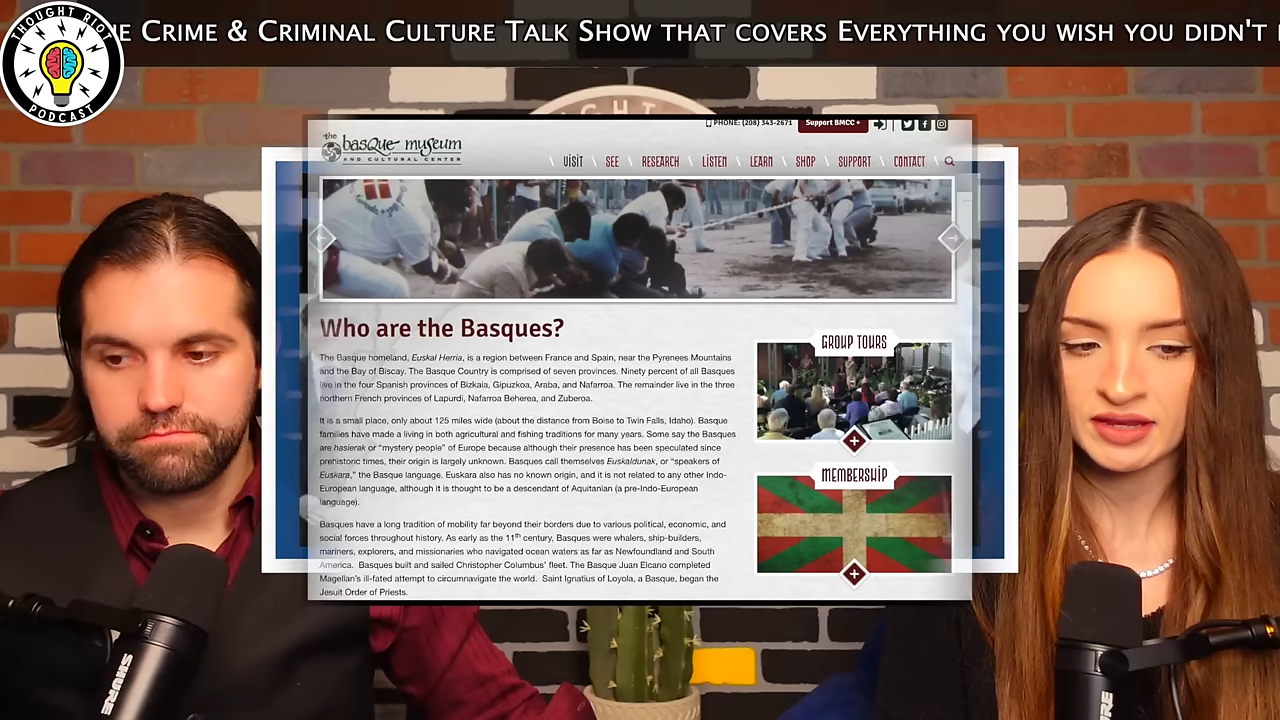 THOUGHT RIOT
PODCAST
E CRIME & CRIMINAL CULTURE TALK SHOW THAT COVERS EVERYTHING YOU WISH YOU DIDN'T
PHONE: (208) 343-2671
Support BMCC +
the
basque museum
AND CULTURAL CENTER
\ VISIT \ SEE \ RESEARCH \ LISTEN \ LEARN \ SHOP \ SUPPORT \ CONTACT \
Who are the Basques?
The Basque homeland, Euskal Herria, is a region between France and Spain, near the Pyrenees Mountains
and the Bay of Biscay. The Basque Country is comprised of seven provinces. Ninety percent of all Basques
live in the four Spanish provinces of Bizkaia, Gipuzkoa, Araba, and Nafarroa. The remainder live in the three
northern French provinces of Lapurdi, Nafarroa Beherea, and Zuberoa.
It is a small place, only about 125 miles wide (about the distance from Boise to Twin Falls, Idaho). Basque
families have made a living in both agricultural and fishing traditions for many years. Some say the Basques
are hasierak or “mystery people” of Europe because although their presence has been speculated since
prehistoric times, their origin is largely unknown. Basques call themselves Euskaldunak, or “speakers of
Euskara,” the Basque language. Euskara also has no known origin, and it is not related to any other Indo-
European language, although it is thought to be a descendant of Aquitanian (a pre-Indo-European
language).
Basques have a long tradition of mobility far beyond their borders due to various political, economic, and
social forces throughout history. As early as the 11th century, Basques were whalers, ship-builders,
mariners, explorers, and missionaries who navigated ocean waters as far as Newfoundland and South
America. Basques built and sailed Christopher Columbus’ fleet. The Basque Juan Elcano completed
Magellan’s ill-fated attempt to circumnavigate the world. Saint Ignatius of Loyola, a Basque, began the
Jesuit Order of Priests.
GROUP TOURS
MEMBERSHIP
SHURE
RE